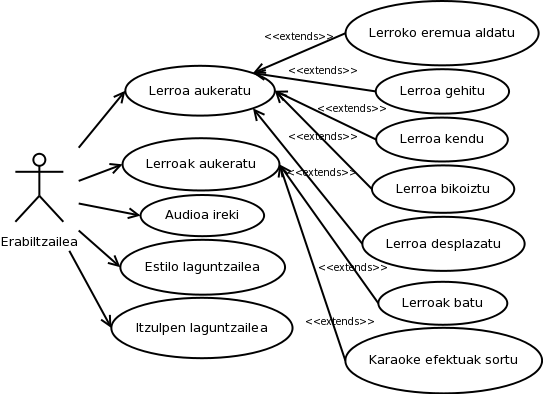 Lerroko eremua aldatu
<<extends>>
Lerroa aukeratu
<<extends>>
Lerroa gehitu
<<extends>>
Lerroa kendu
<<extends>>
Lerroak aukeratu
<<extends>>
Lerroa bikoiztu
Audioa ireki
Erabiltzailea
Lerroa desplazatu
Estilo laguntzailea
<<extends>>
Lerroak batu
Itzulpen laguntzailea
<<extends>>
Karaoke efektuak sortu